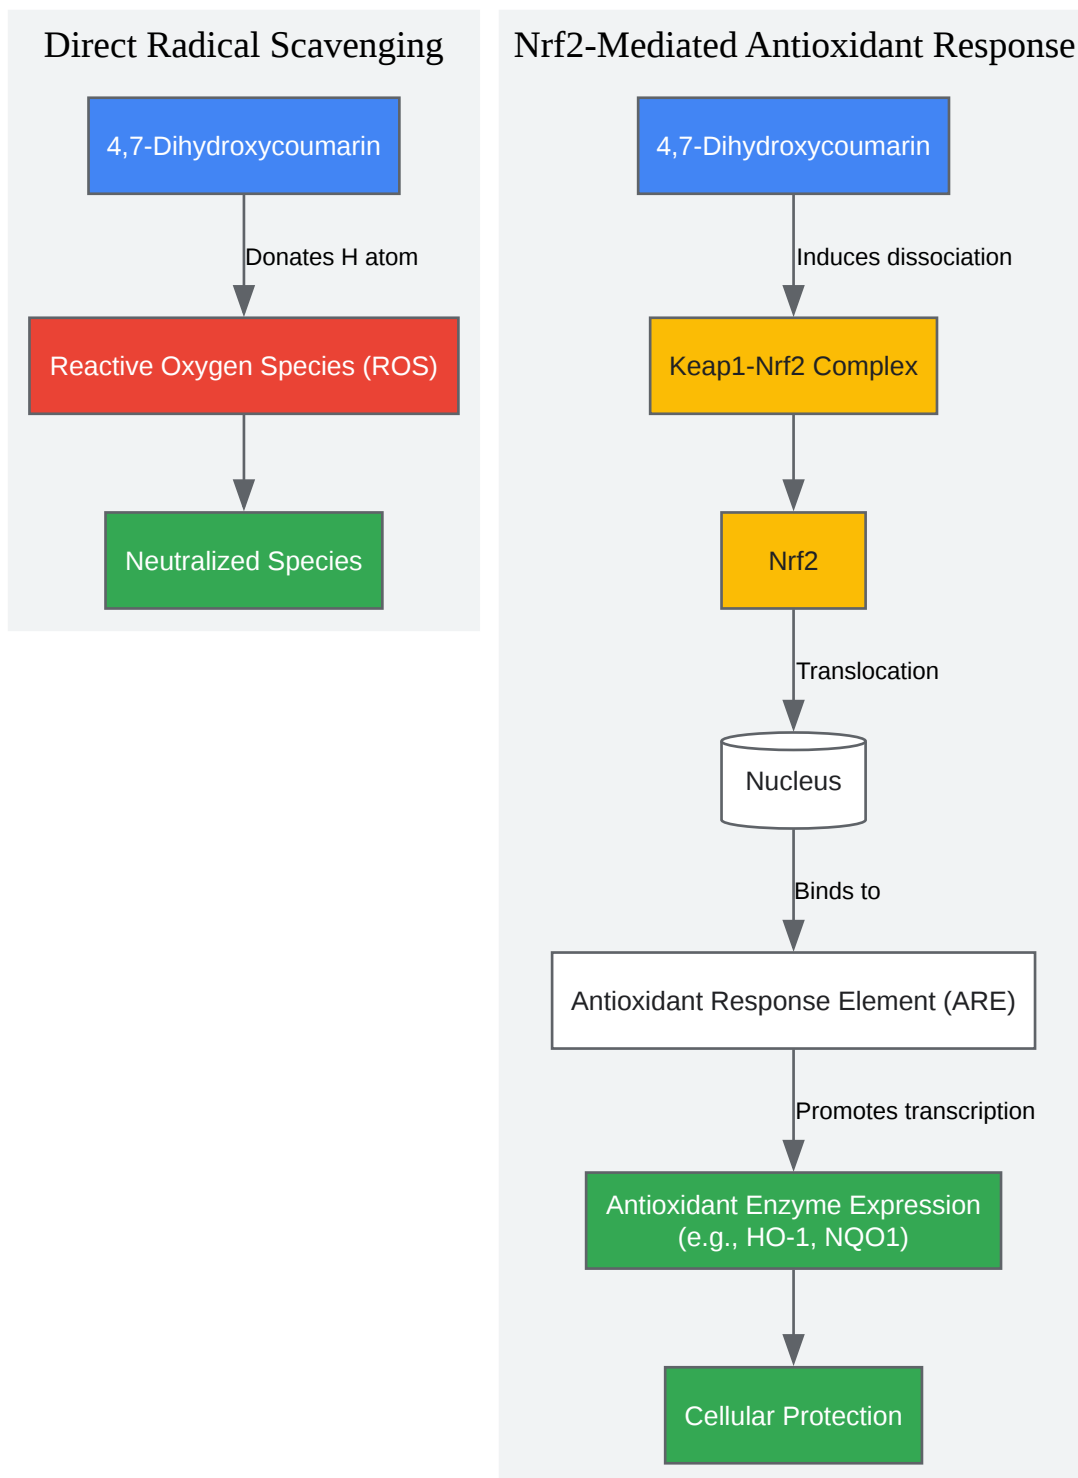 Direct Radical Scavenging
4,7-Dihydroxycoumarin
Donates H atom
Reactive Oxygen Species (ROS)
Neutralized Species
Nrf2-Mediated Antioxidant Response
4,7-Dihydroxycoumarin
Induces dissociation
Keap1-Nrf2 Complex
Nrf2
Translocation
Nucleus
Binds to
Antioxidant Response Element (ARE)
Promotes transcription
Antioxidant Enzyme Expression
(e.g., HO-1, NQO1)
Cellular Protection